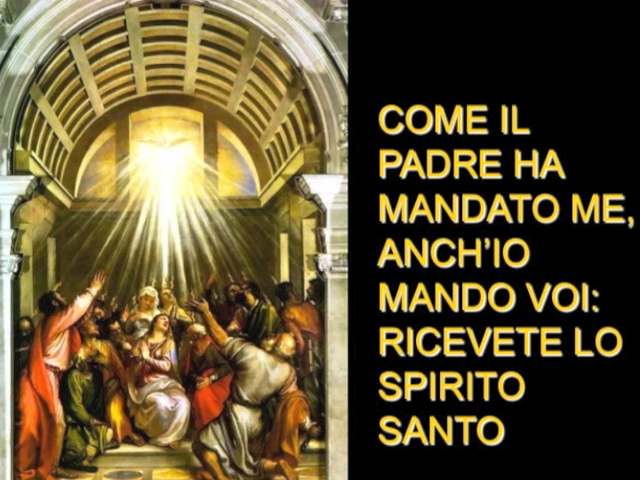 COME IL
PADRE HA
MANDATO ME,
ANCH'IO
MANDO VOI:
RICEVETE LO
SPIRITO
SANTO